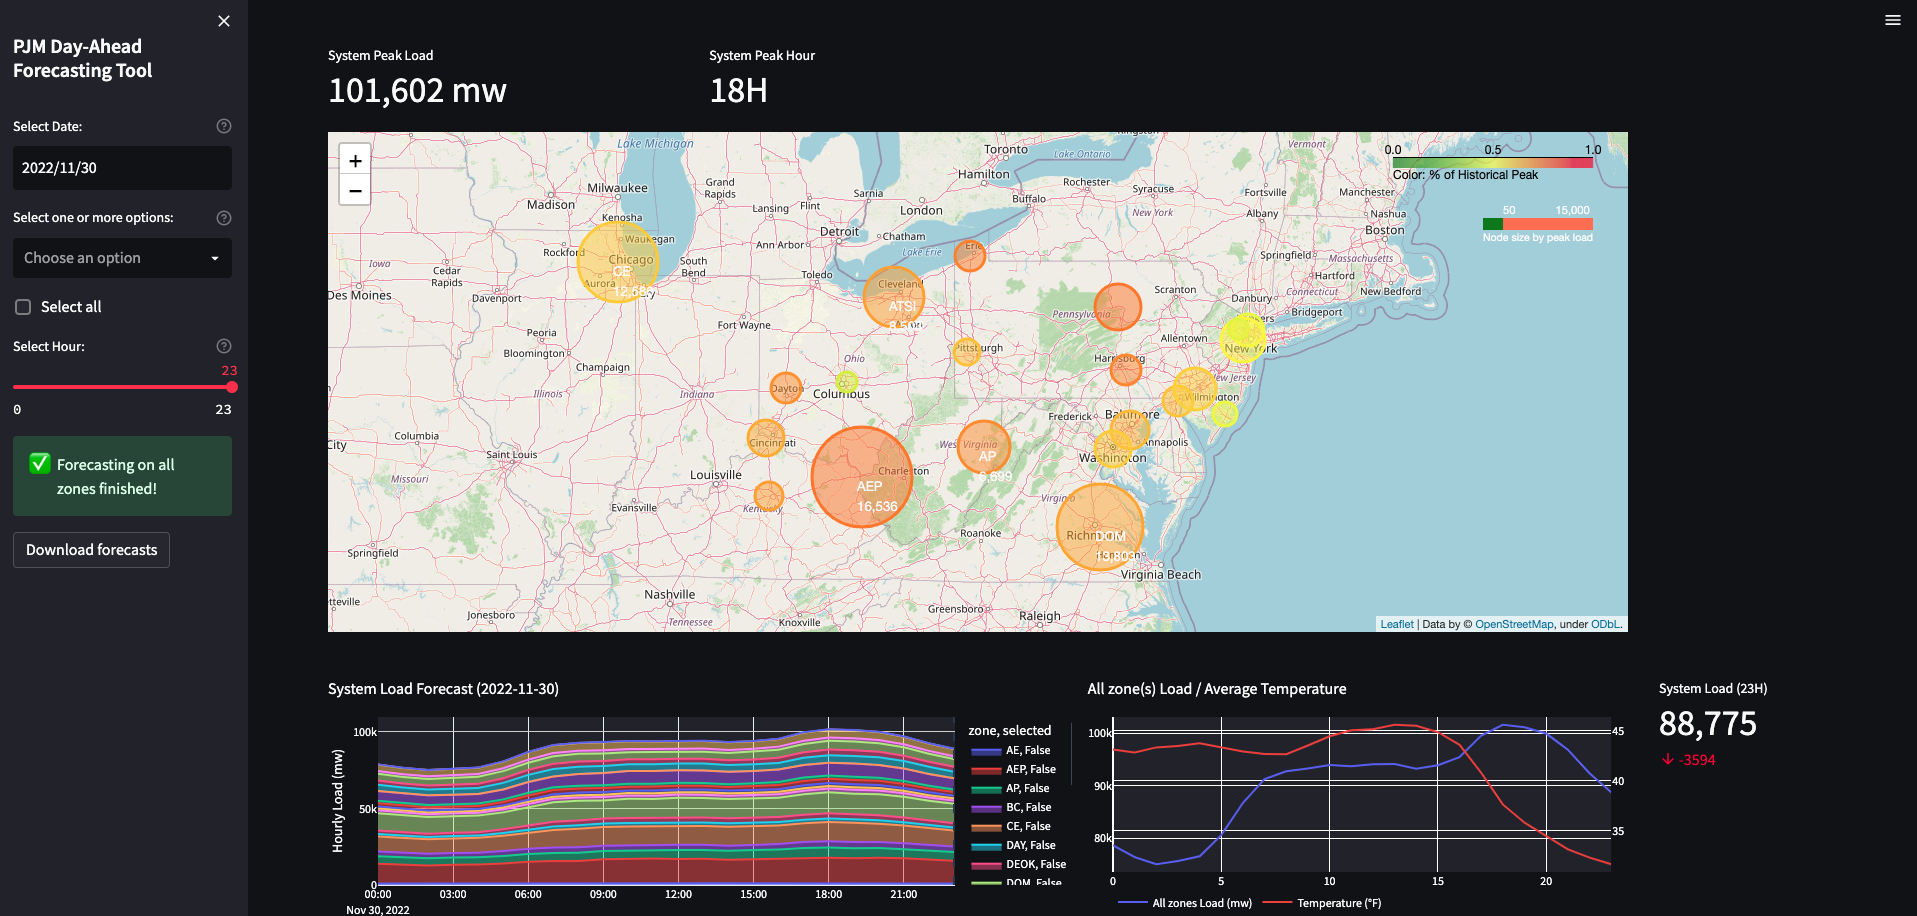 PJM Day-Ahead
Forecasting Tool
Select Date:
2022/11/30
Select one or more options:
Choose an option
Select all
Select Hour:
23
0
23
Forecasting on all
zones finished!
Download forecasts
System Peak Load
101,602 mw
System Peak Hour
18H
+
−
Lake Michigan
Toronto
Lake Ontario
Vermont
Hamilton
Milwaukee
Grand
Rapids
Sarnia
Rochester
Syracuse
Fortsville
Manchester
Madison
Lansing
Flint
London
Buffalo
New York
Albany
Nashua
Kenosha
Detroit
Boston
Waukegan
Ann Arbor
Chatham
Rockford
Chicago
Lake Erie
Erie
Springfield
Massachusetts
Iowa
Cedar
Rapids
South
Bend
Toledo
Hartford
Aurora
Cleveland
Scranton
Connecticut
New Bedford
Des Moines
Davenport
Danbury
Bridgeport
ATSI
Pennsylvania
Fort Wayne
Peoria
Allentown
New York
Bloomington
Pittsburgh
Harrisburg
Ohio
Champaign
New Jersey
Dayton
Columbus
Illinois
Indiana
Wilmington
Frederick
Baltimore
Columbia
Cincinnati
West Virginia
Annapolis
City
Saint Louis
AP
6,699
Washington
Missouri
Louisville
Charleston
AEP
16,536
Virginia
Kentucky
Evansville
Richmond
DOM
Roanoke
Springfield
Virginia Beach
Nashville
Greensboro
Jonesboro
Tennessee
Knoxville
Raleigh
0.0
0.5
1.0
Color: % of Historical Peak
50
15,000
Node size by peak load
Leaflet | Data by © OpenStreetMap, under ODbL.
System Load Forecast (2022-11-30)
Hourly Load (mw)
100k
50k
0
00:00
03:00
06:00
09:00
12:00
15:00
18:00
21:00
Nov 30, 2022
zone, selected
AE, False
AEP, False
AP, False
BC, False
CE, False
DAY, False
DEOK, False
DOM, False
All zone(s) Load / Average Temperature
100k
90k
80k
45
40
35
0
5
10
15
20
All zones Load (mw)
Temperature (°F)
System Load (23H)
88,775
-3594